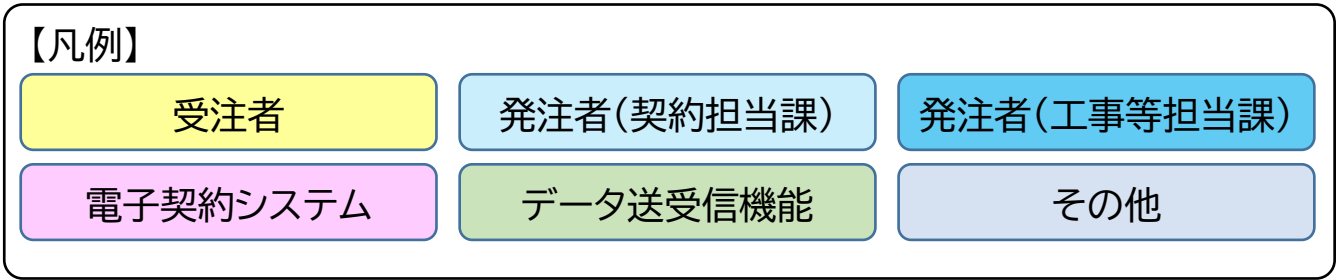 【凡例】
受注者
発注者(契約担当課)
発注者(工事等担当課)
電子契約システム
データ送受信機能
その他